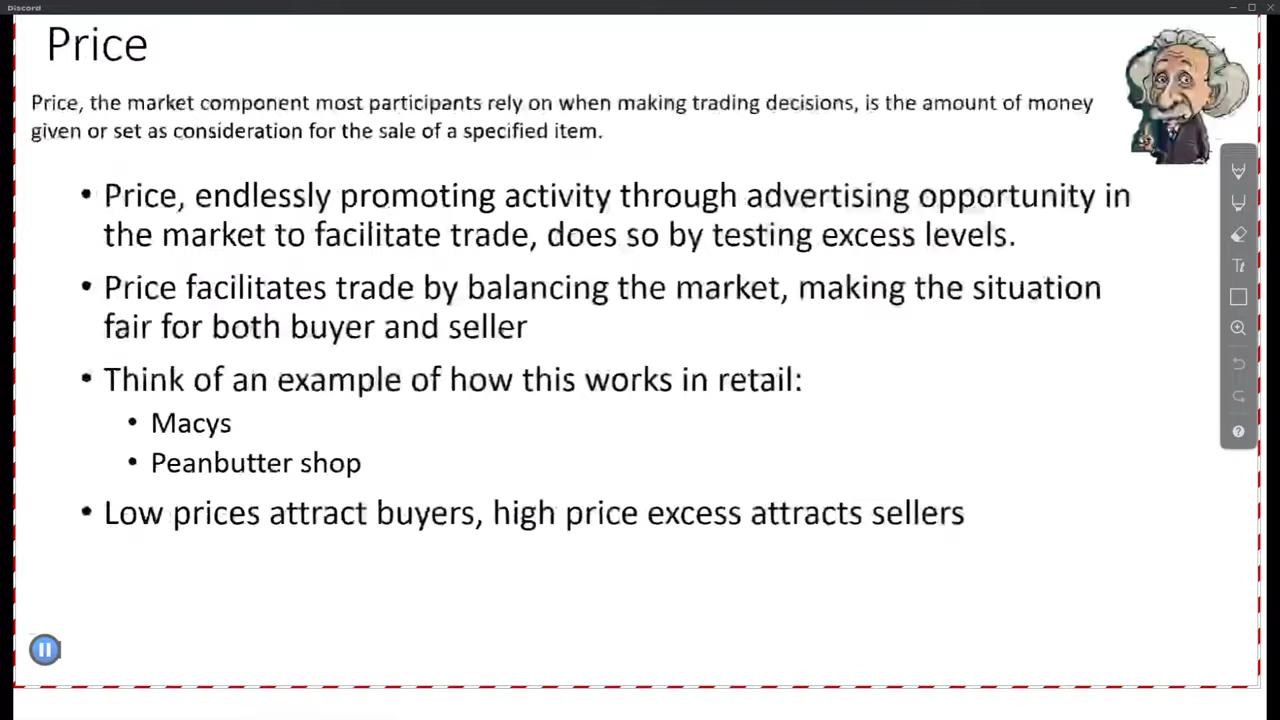 Discord
Price
Price, the market component most participants rely on when making trading decisions, is the amount of money
given or set as consideration for the sale of a specified item.
• Price, endlessly promoting activity through advertising opportunity in
the market to facilitate trade, does so by testing excess levels.
• Price facilitates trade by balancing the market, making the situation
fair for both buyer and seller
• Think of an example of how this works in retail:
• Macys
• Peanbutter shop
• Low prices attract buyers, high price excess attracts sellers
Tt
?